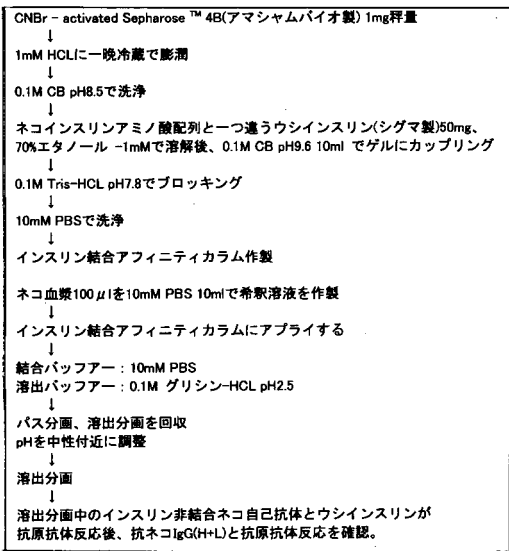 CNBr - activated Sepharose ™ 4B(アマシャムバイオ製) 1mg秤量
↓
1mM HCLに一晩冷蔵で膨潤
↓
0.1M CB pH8.5で洗浄
↓
ネコインスリンアミノ酸配列と一つ違うウシインスリン(シグマ製)50mg、
70%エタノール -1mMで溶解後、0.1M CB pH9.6 10ml でゲルにカップリング
↓
0.1M Tris-HCL pH7.8でブロッキング
↓
10mM PBSで洗浄
↓
インスリン結合アフィニティカラム作製
ネコ血漿100μlを10mM PBS 10mlで希釈溶液を作製
↓
インスリン結合アフィニティカラムにアプライする
↓
結合バッフアー:10mM PBS
溶出バッフアー:0.1M グリシン-HCL pH2.5
↓
パス分画、溶出分画を回収
pHを中性付近に調整
↓
溶出分画
↓
溶出分画中のインスリン非結合ネコ自己抗体とウシインスリンが
抗原抗体反応後、抗ネコIgG(H+L)と抗原抗体反応を確認。